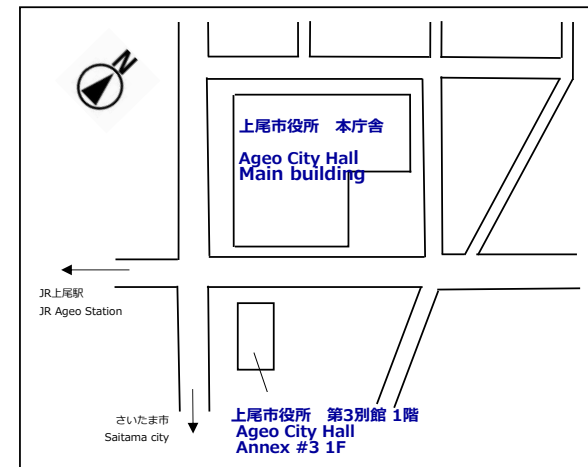 N
上尾市役所　本庁舎
Ageo City Hall
Main building
JR上尾駅
JR Ageo Station
さいたま市
Saitama city
上尾市役所　第3別館 1階
Ageo City Hall
Annex #3 1F